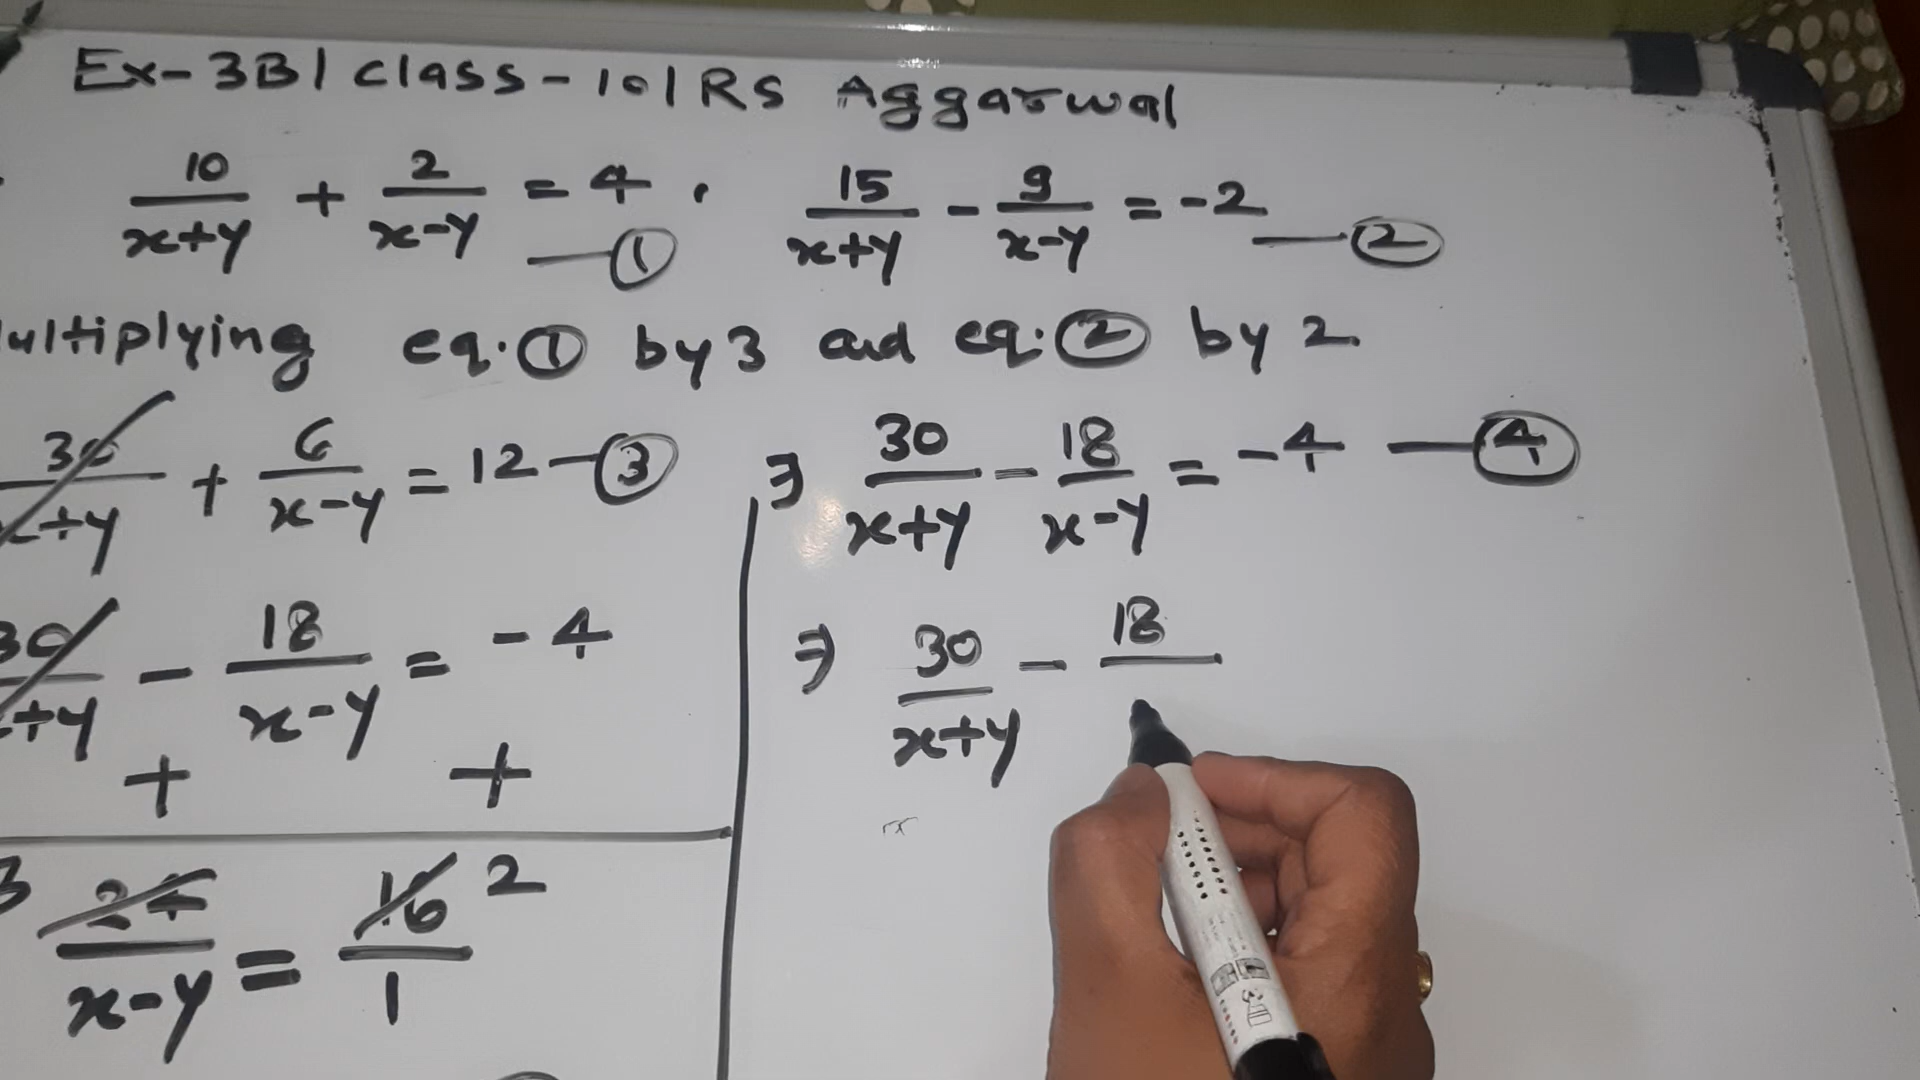 Ex-3B| class-10| RS Aggarwal
10/(x+y) + 2/(x-y) = 4 , 15/(x+y) - 9/(x-y) = -2
—① —②
ultiplying eq.① by 3 and eq.② by 2
30/(x+y) + 6/(x-y) = 12 —③
30/(x+y) - 18/(x-y) = -4
+ +
3 24/(x-y) = 16/1 2
⇒ 30/(x+y) - 18/(x-y) = -4 —④
⇒ 30/(x+y) - 18/